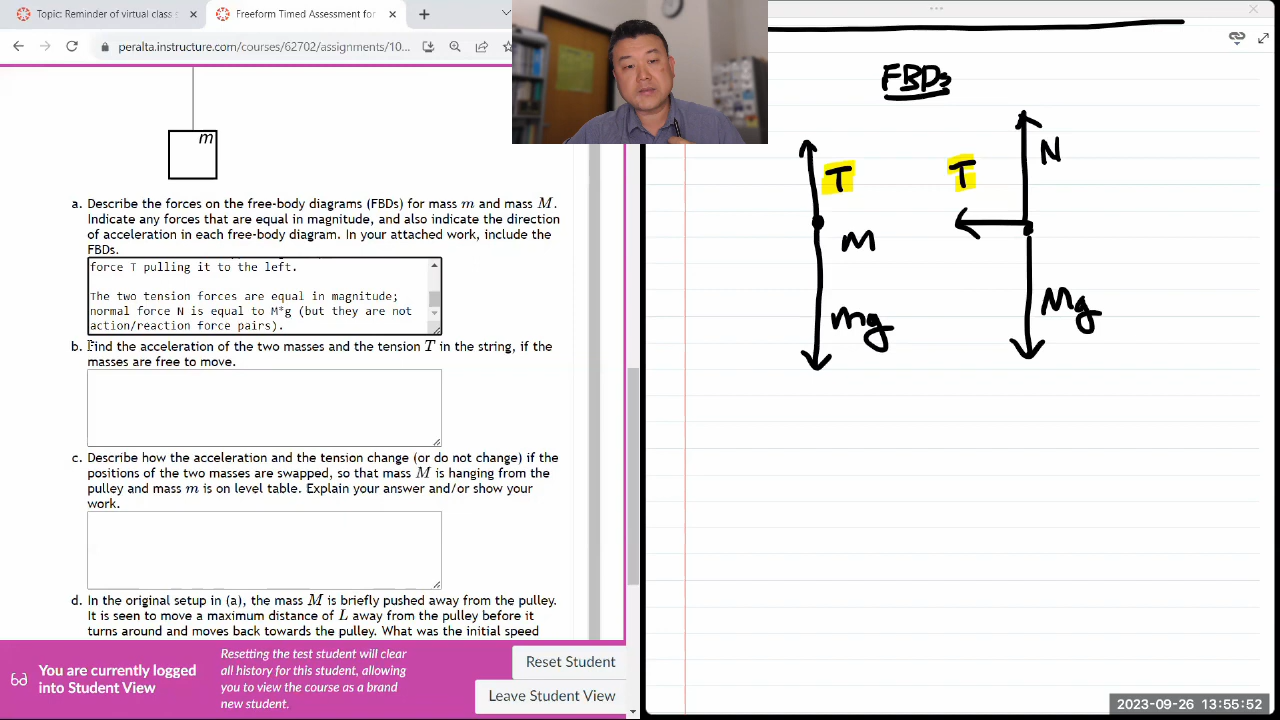 Topic: Reminder of virtual class
Freeform Timed Assessment for
peralta.instructure.com/courses/62702/assignments/10...
m
a. Describe the forces on the free-body diagrams (FBDs) for mass m and mass M.
Indicate any forces that are equal in magnitude, and also indicate the direction
of acceleration in each free-body diagram. In your attached work, include the
FBDs.
force T pulling it to the left.
The two tension forces are equal in magnitude;
normal force N is equal to M*g (but they are not
action/reaction force pairs).
b. Find the acceleration of the two masses and the tension T in the string, if the
masses are free to move.
c. Describe how the acceleration and the tension change (or do not change) if the
positions of the two masses are swapped, so that mass M is hanging from the
pulley and mass m is on level table. Explain your answer and/or show your
work.
d. In the original setup in (a), the mass M is briefly pushed away from the pulley.
It is seen to move a maximum distance of L away from the pulley before it
turns around and moves back towards the pulley. What was the initial speed
You are currently logged
into Student View
Resetting the test student will clear
all history for this student, allowing
you to view the course as a brand
new student.
Reset Student
Leave Student View
FBDs
T
m
mg
T
N
Mg
2023-09-26 13:55:52